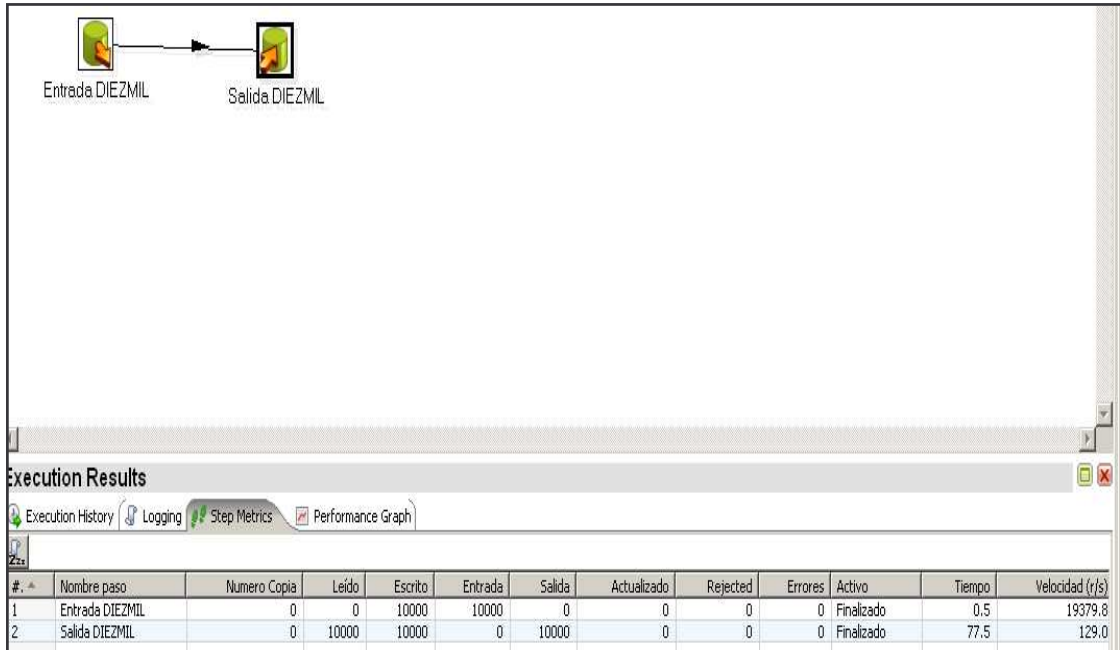 Entrada DIEZMIL
Salida DIEZMIL
Execution Results
Execution History Logging Step Metrics Performance Graph
#. Nombre paso Numero Copia Leído Escrito Entrada Salida Actualizado Rejected Errores Activo Tiempo Velocidad (r/s)
1 Entrada DIEZMIL 0 0 10000 10000 0 0 0 0 Finalizado 0.5 19379.8
2 Salida DIEZMIL 0 10000 10000 0 10000 0 0 0 Finalizado 77.5 129.0